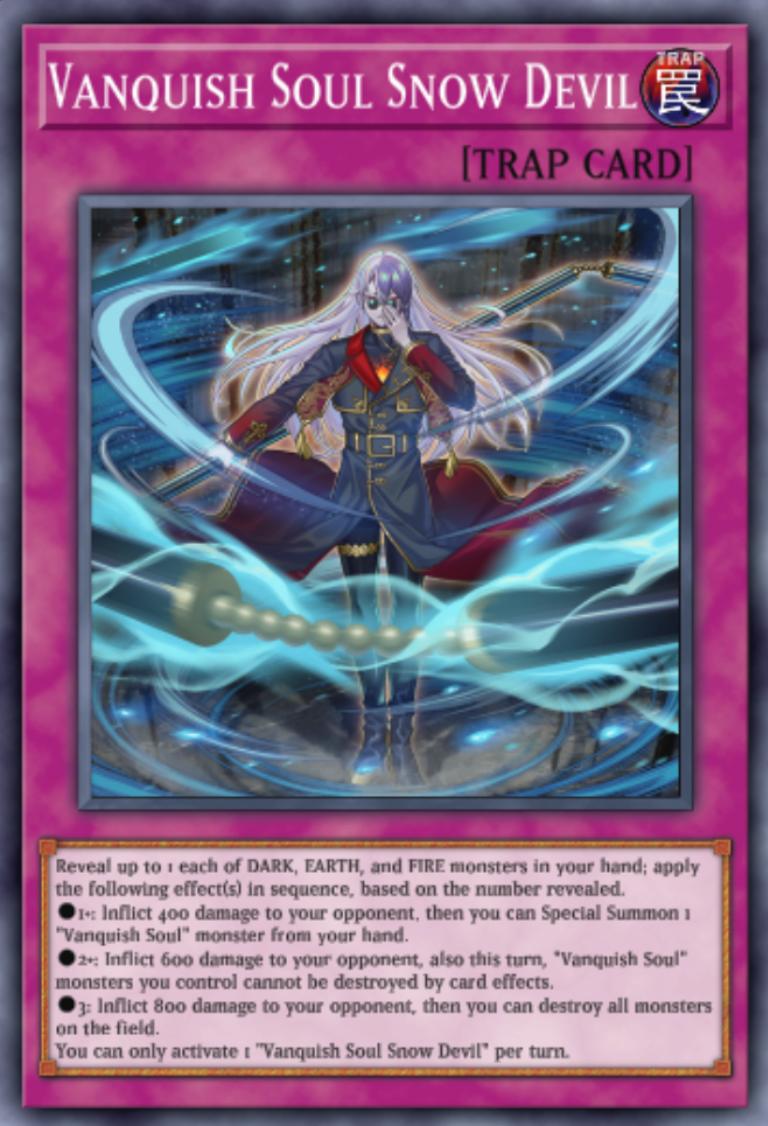 Vanquish Soul Snow Devil
TRAP
罠
[TRAP CARD]
Reveal up to 1 each of DARK, EARTH, and FIRE monsters in your hand; apply
the following effect(s) in sequence, based on the number revealed.
●1+: Inflict 400 damage to your opponent, then you can Special Summon 1
"Vanquish Soul" monster from your hand.
●2+: Inflict 600 damage to your opponent, also this turn, "Vanquish Soul"
monsters you control cannot be destroyed by card effects.
●3: Inflict 800 damage to your opponent, then you can destroy all monsters
on the field.
You can only activate 1 "Vanquish Soul Snow Devil" per turn.